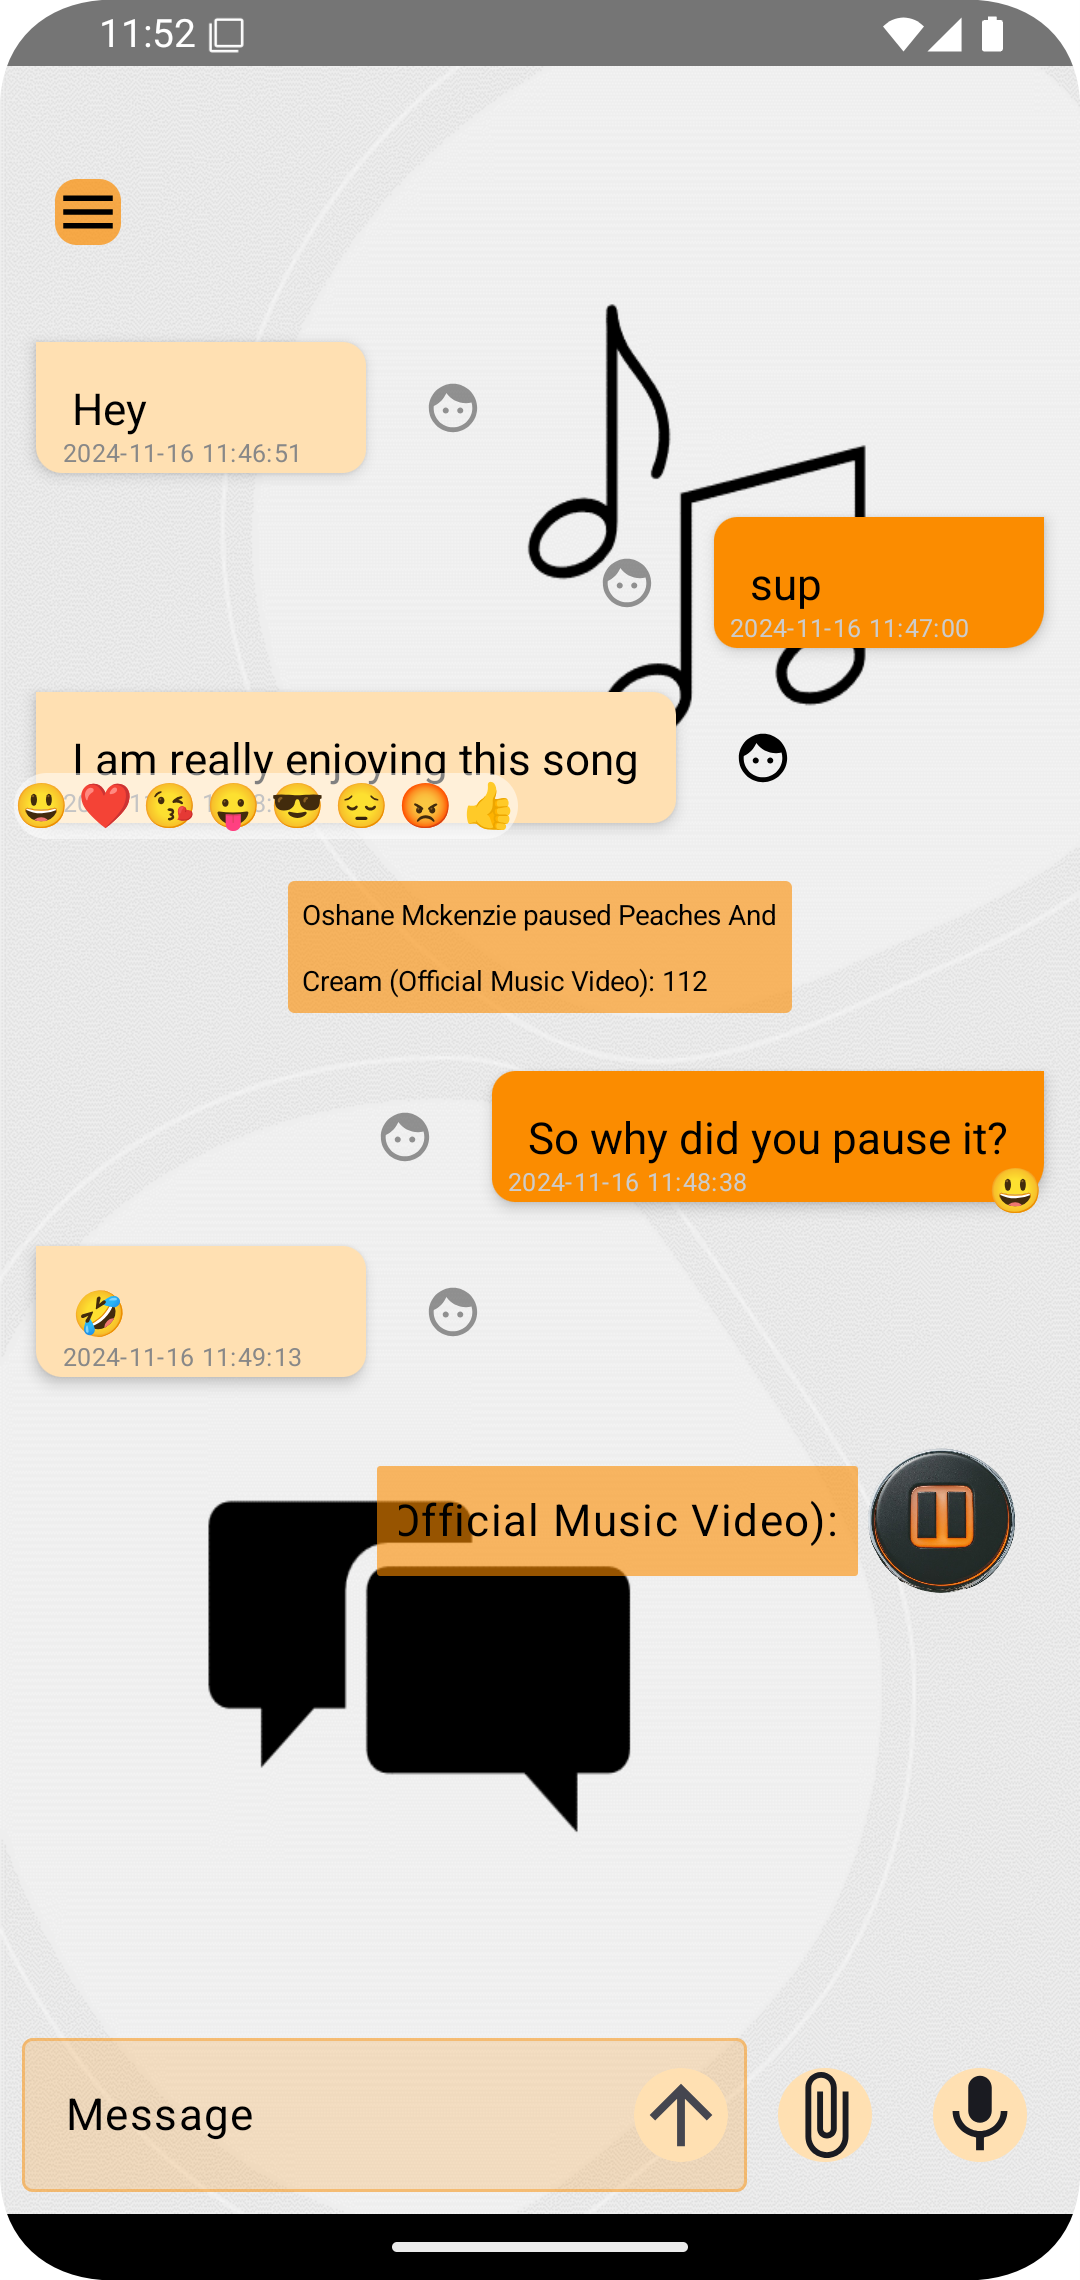 11:52
Hey
2024-11-16 11:46:51
sup
2024-11-16 11:47:00
I am really enjoying this song
Oshane Mckenzie paused Peaches And
Cream (Official Music Video): 112
So why did you pause it?
2024-11-16 11:48:38
2024-11-16 11:49:13
Official Music Video):
Message